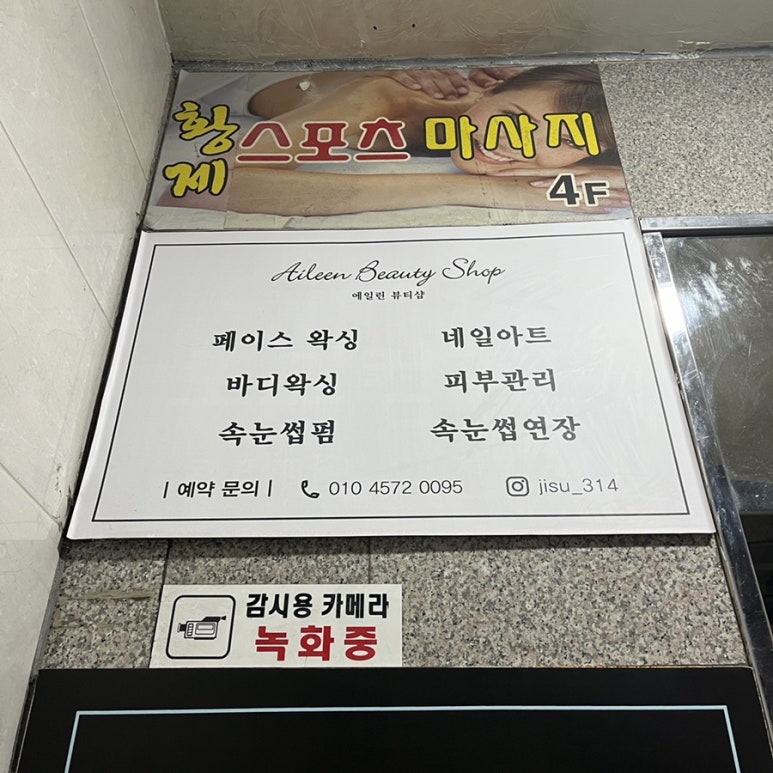 황제 스포츠 마사지
4F
Aileen Beauty Shop
에일린 뷰티샵
페이스 왁싱 네일아트
바디왁싱 피부관리
속눈썹펌 속눈썹연장
| 예약 문의 | 010 4572 0095 jisu_314
감시용 카메라
녹화중